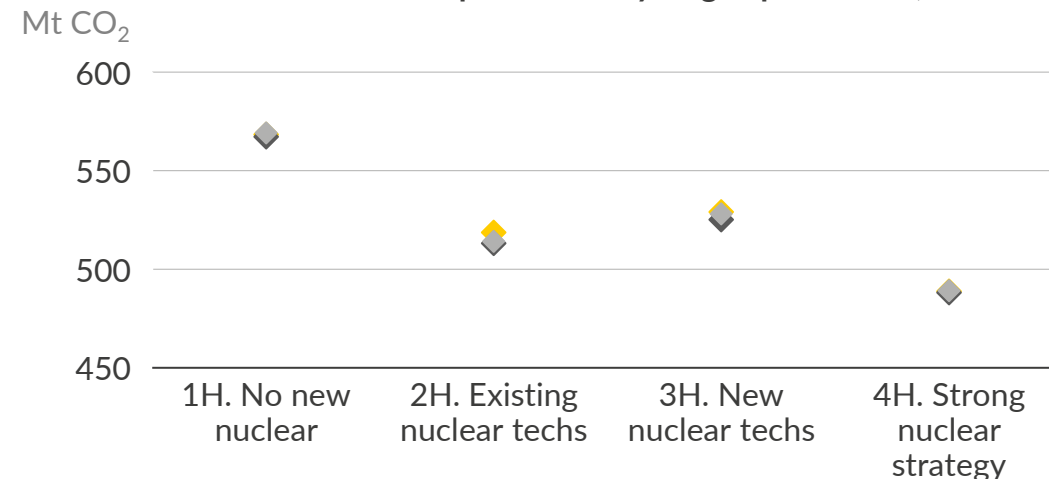 Mt CO₂
600
550
500
450
1H. No new
nuclear
2H. Existing
nuclear techs
3H. New
nuclear techs
4H. Strong
nuclear
strategy